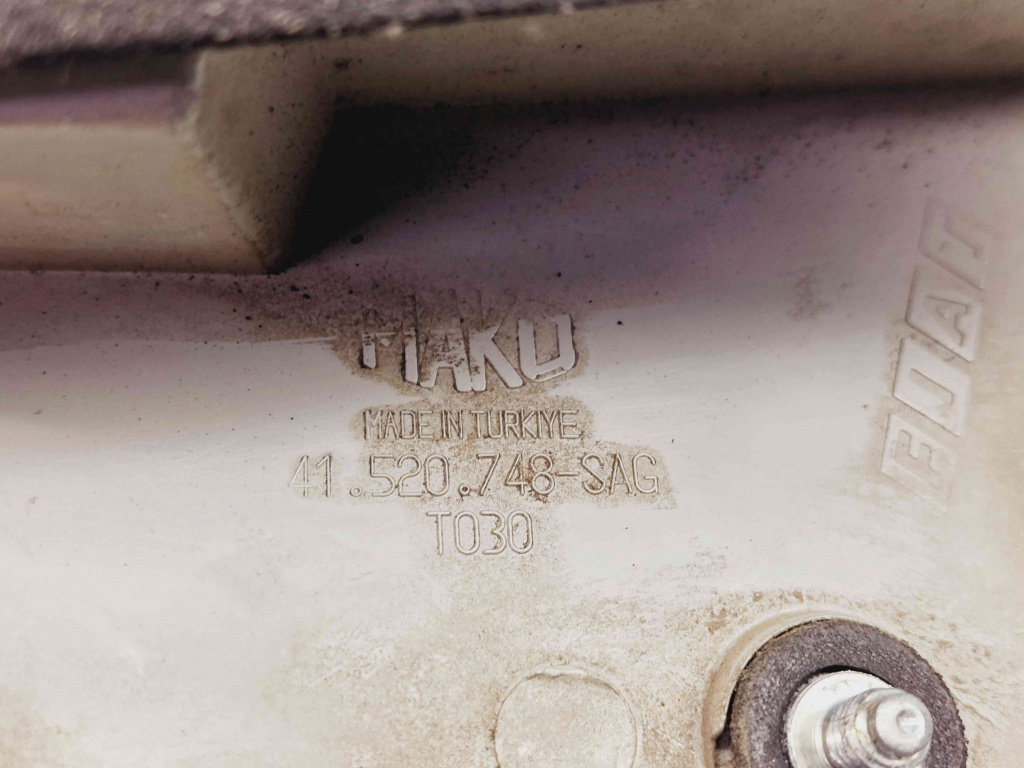 MAKO
MADE IN TURKIYE
41.520.748-SAG
T030
FIAT